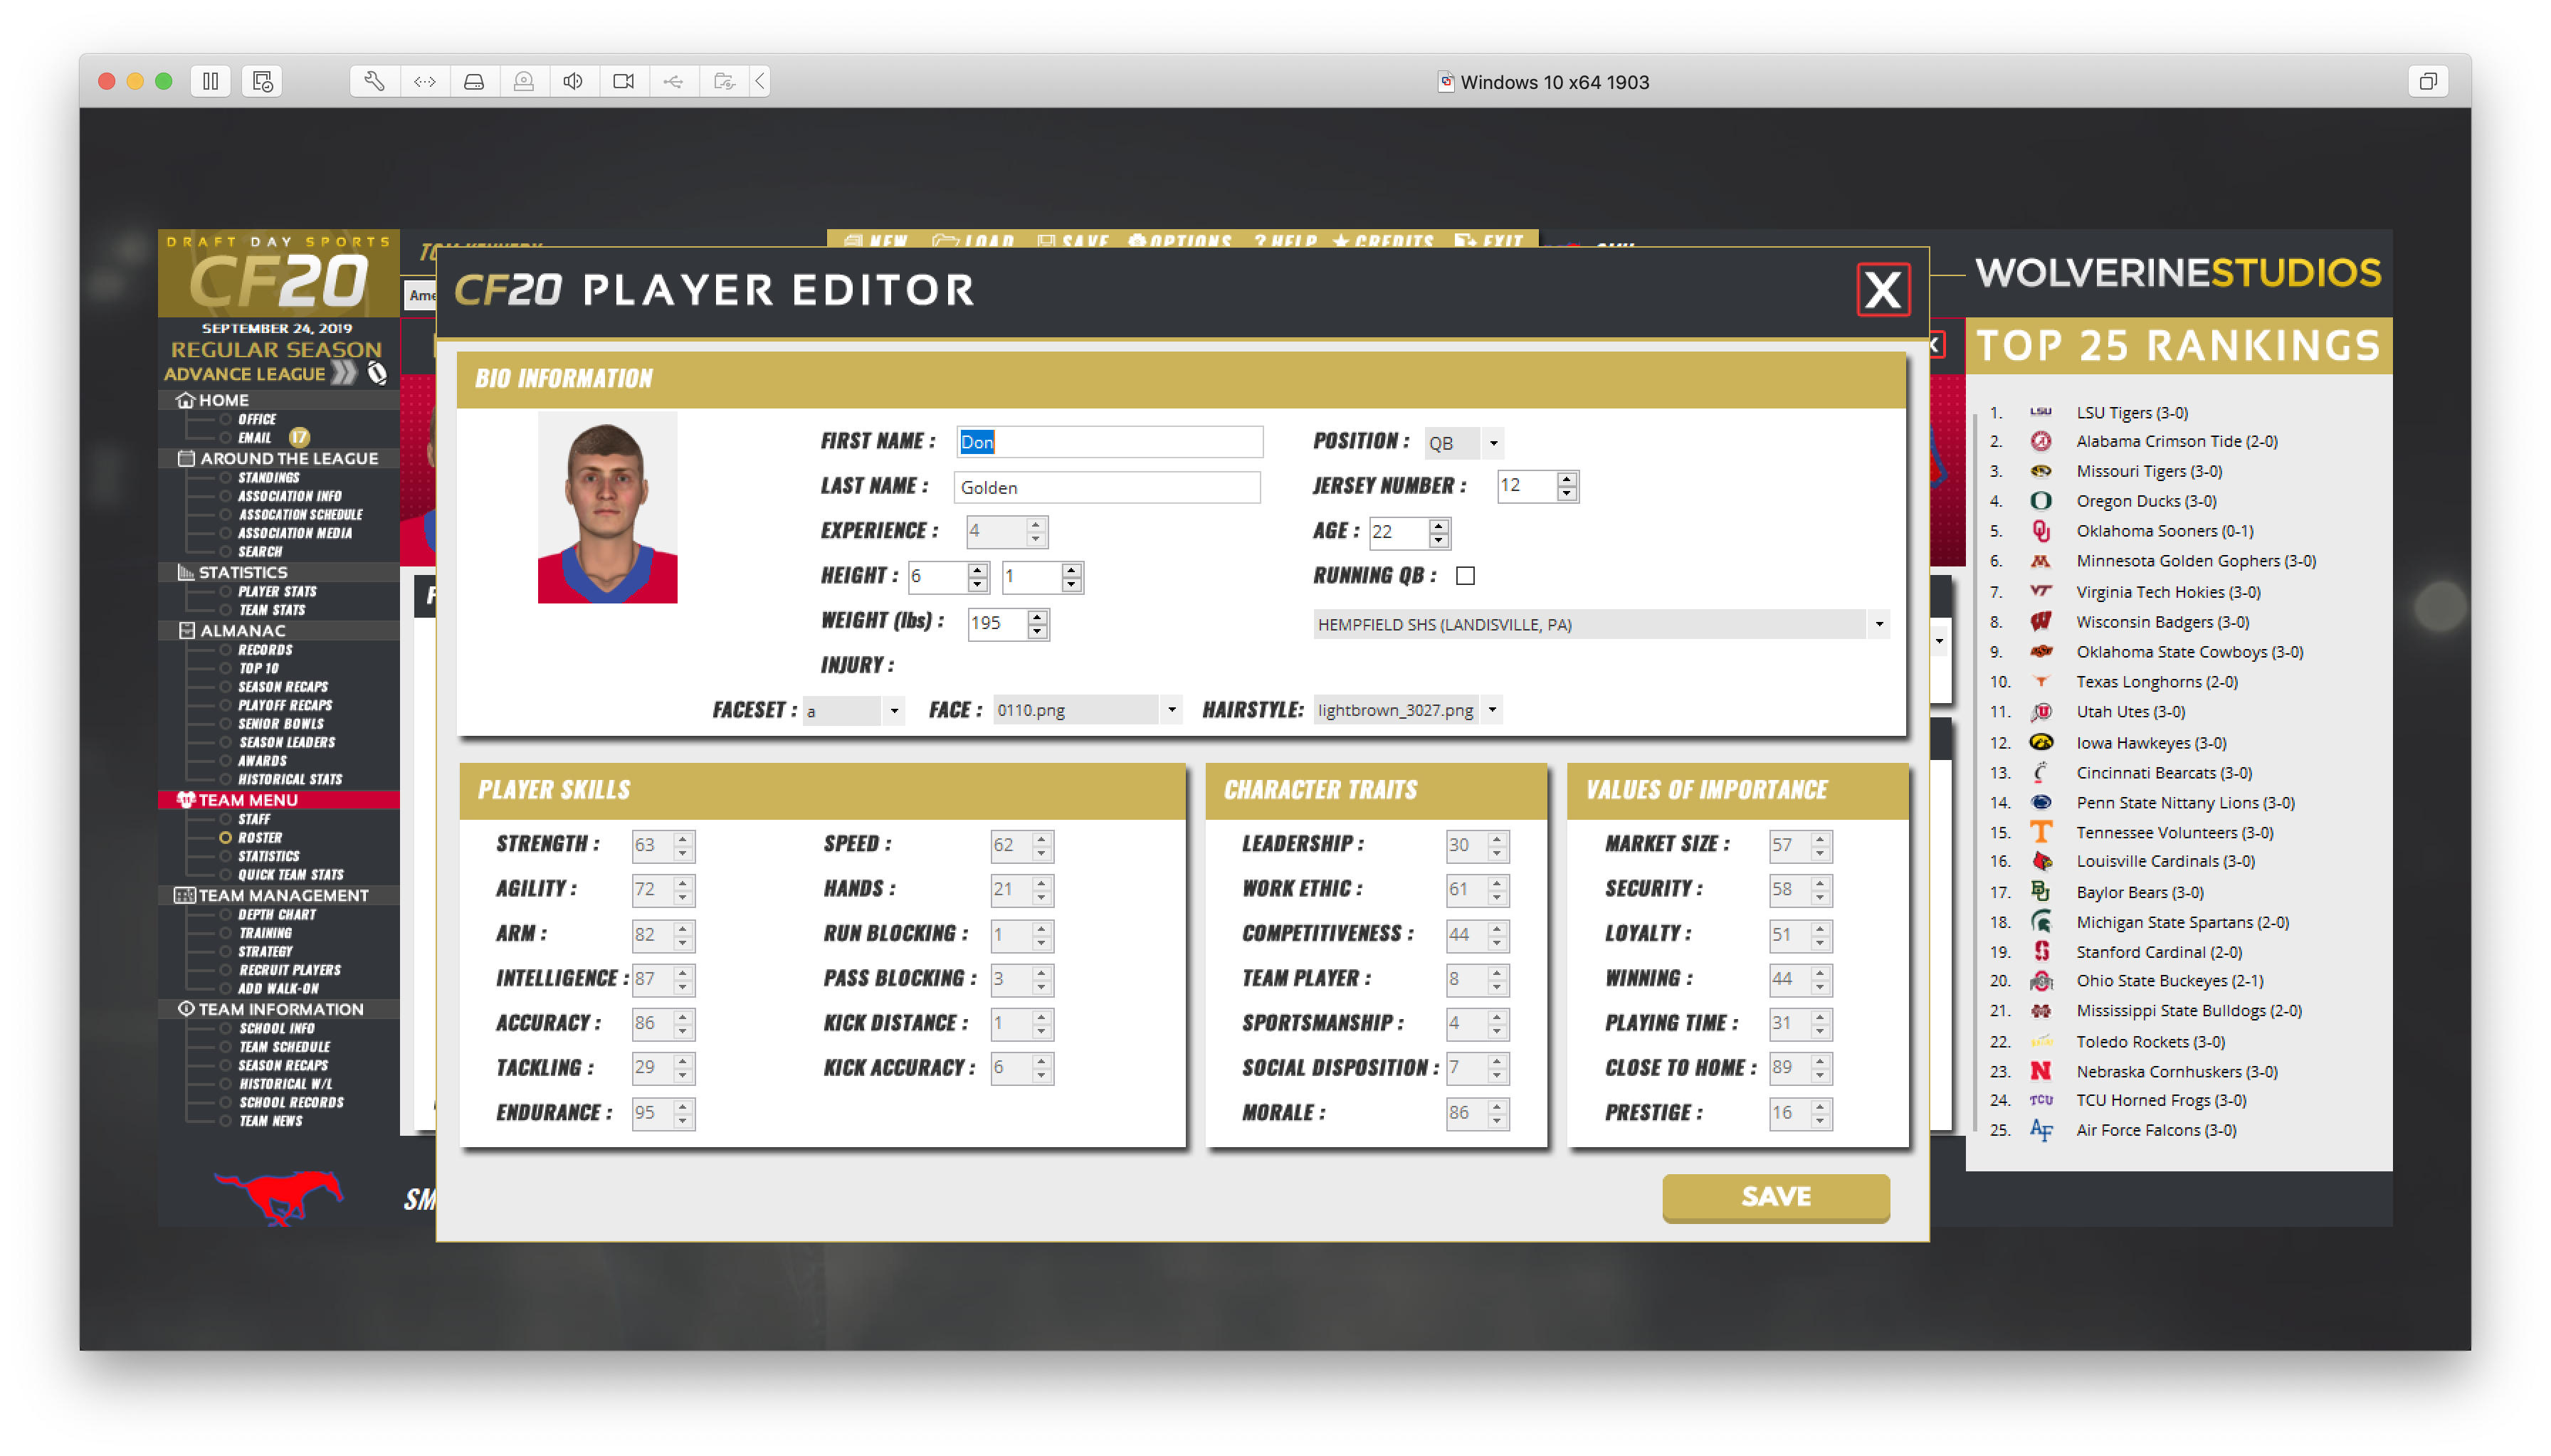 Windows 10 x64 1903
DRAFT DAY SPORTS
CF20
SEPTEMBER 24, 2019
REGULAR SEASON
ADVANCE LEAGUE
HOME
OFFICE
EMAIL 17
AROUND THE LEAGUE
STANDINGS
ASSOCIATION INFO
ASSOCATION SCHEDULE
ASSOCIATION MEDIA
SEARCH
STATISTICS
PLAYER STATS
TEAM STATS
ALMANAC
RECORDS
TOP 10
SEASON RECAPS
PLAYOFF RECAPS
SENIOR BOWLS
SEASON LEADERS
AWARDS
HISTORICAL STATS
TEAM MENU
STAFF
ROSTER
STATISTICS
QUICK TEAM STATS
TEAM MANAGEMENT
DEPTH CHART
TRAINING
STRATEGY
RECRUIT PLAYERS
ADD WALK-ON
TEAM INFORMATION
SCHOOL INFO
TEAM SCHEDULE
SEASON RECAPS
HISTORICAL W/L
SCHOOL RECORDS
TEAM NEWS
SM
NEW LOAD SAVE OPTIONS ? HELP CREDITS EXIT
Ame
CF20 PLAYER EDITOR
X
BIO INFORMATION
FIRST NAME : Don
LAST NAME : Golden
EXPERIENCE : 4
HEIGHT : 6 1
WEIGHT (lbs) : 195
INJURY :
POSITION : QB
JERSEY NUMBER : 12
AGE : 22
RUNNING QB :
HEMPFIELD SHS (LANDISVILLE, PA)
FACESET : a FACE : 0110.png HAIRSTYLE: lightbrown_3027.png
PLAYER SKILLS
STRENGTH : 63 SPEED : 62
AGILITY : 72 HANDS : 21
ARM : 82 RUN BLOCKING : 1
INTELLIGENCE : 87 PASS BLOCKING : 3
ACCURACY : 86 KICK DISTANCE : 1
TACKLING : 29 KICK ACCURACY : 6
ENDURANCE : 95
CHARACTER TRAITS
LEADERSHIP : 30
WORK ETHIC : 61
COMPETITIVENESS : 44
TEAM PLAYER : 8
SPORTSMANSHIP : 4
SOCIAL DISPOSITION : 7
MORALE : 86
VALUES OF IMPORTANCE
MARKET SIZE : 57
SECURITY : 58
LOYALTY : 51
WINNING : 44
PLAYING TIME : 31
CLOSE TO HOME : 89
PRESTIGE : 16
SAVE
WOLVERINESTUDIOS
TOP 25 RANKINGS
1. LSU LSU Tigers (3-0)
2. Alabama Crimson Tide (2-0)
3. Missouri Tigers (3-0)
4. Oregon Ducks (3-0)
5. Oklahoma Sooners (0-1)
6. Minnesota Golden Gophers (3-0)
7. Virginia Tech Hokies (3-0)
8. Wisconsin Badgers (3-0)
9. Oklahoma State Cowboys (3-0)
10. Texas Longhorns (2-0)
11. Utah Utes (3-0)
12. Iowa Hawkeyes (3-0)
13. Cincinnati Bearcats (3-0)
14. Penn State Nittany Lions (3-0)
15. Tennessee Volunteers (3-0)
16. Louisville Cardinals (3-0)
17. Baylor Bears (3-0)
18. Michigan State Spartans (2-0)
19. Stanford Cardinal (2-0)
20. Ohio State Buckeyes (2-1)
21. Mississippi State Bulldogs (2-0)
22. Toledo Rockets (3-0)
23. Nebraska Cornhuskers (3-0)
24. TCU TCU Horned Frogs (3-0)
25. Air Force Falcons (3-0)